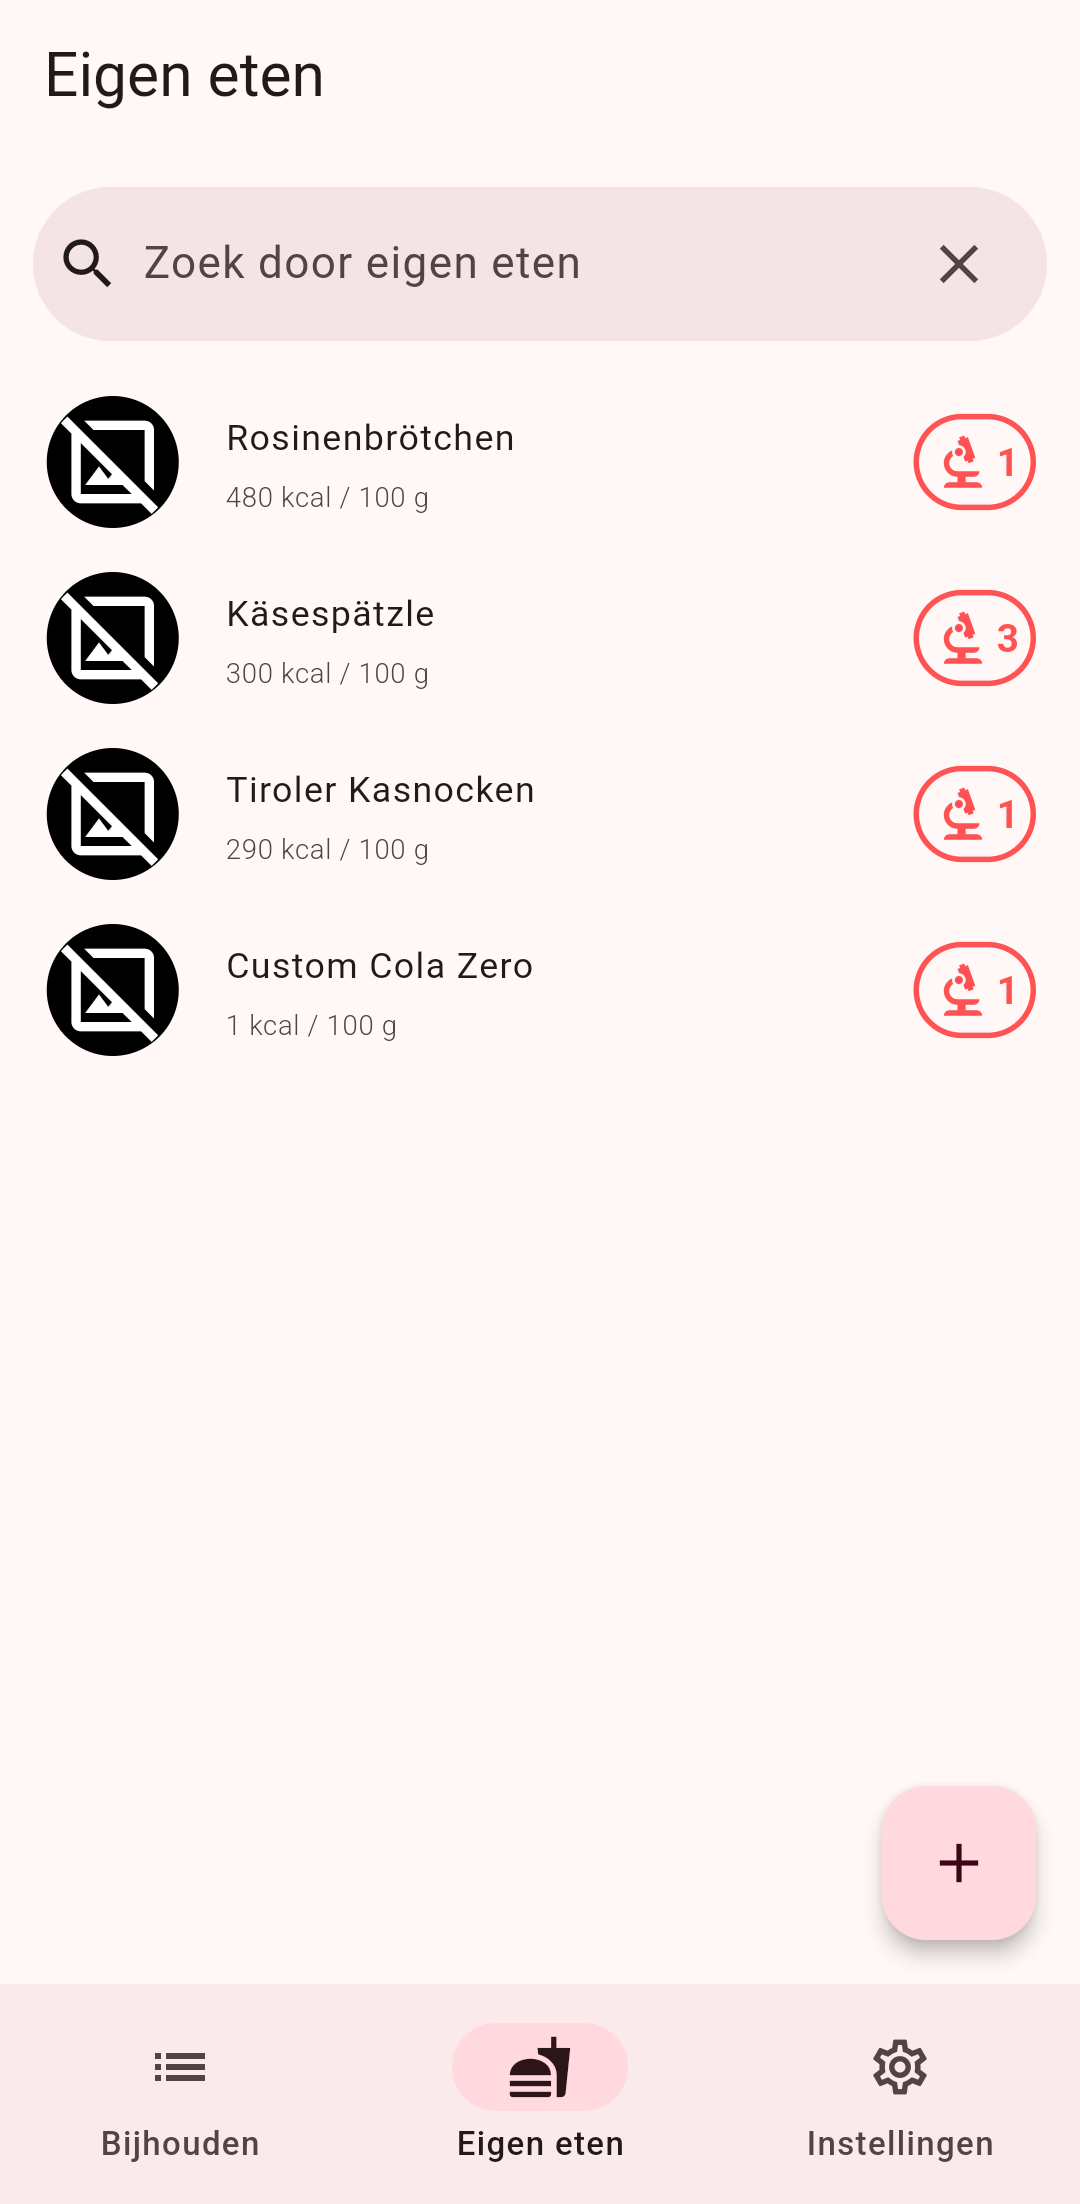 Eigen eten
Zoek door eigen eten
Rosinenbrötchen
480 kcal / 100 g
1
Käsespätzle
300 kcal / 100 g
3
Tiroler Kasnocken
290 kcal / 100 g
1
Custom Cola Zero
1 kcal / 100 g
1
Bijhouden
Eigen eten
Instellingen